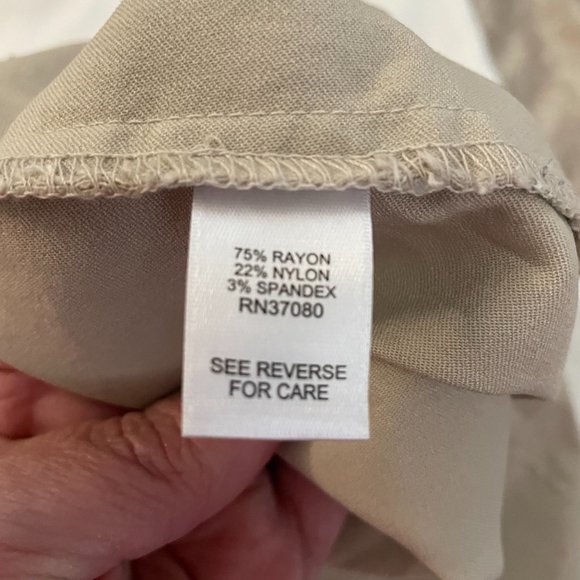 75% RAYON
22% NYLON
3% SPANDEX
RN37080
SEE REVERSE
FOR CARE